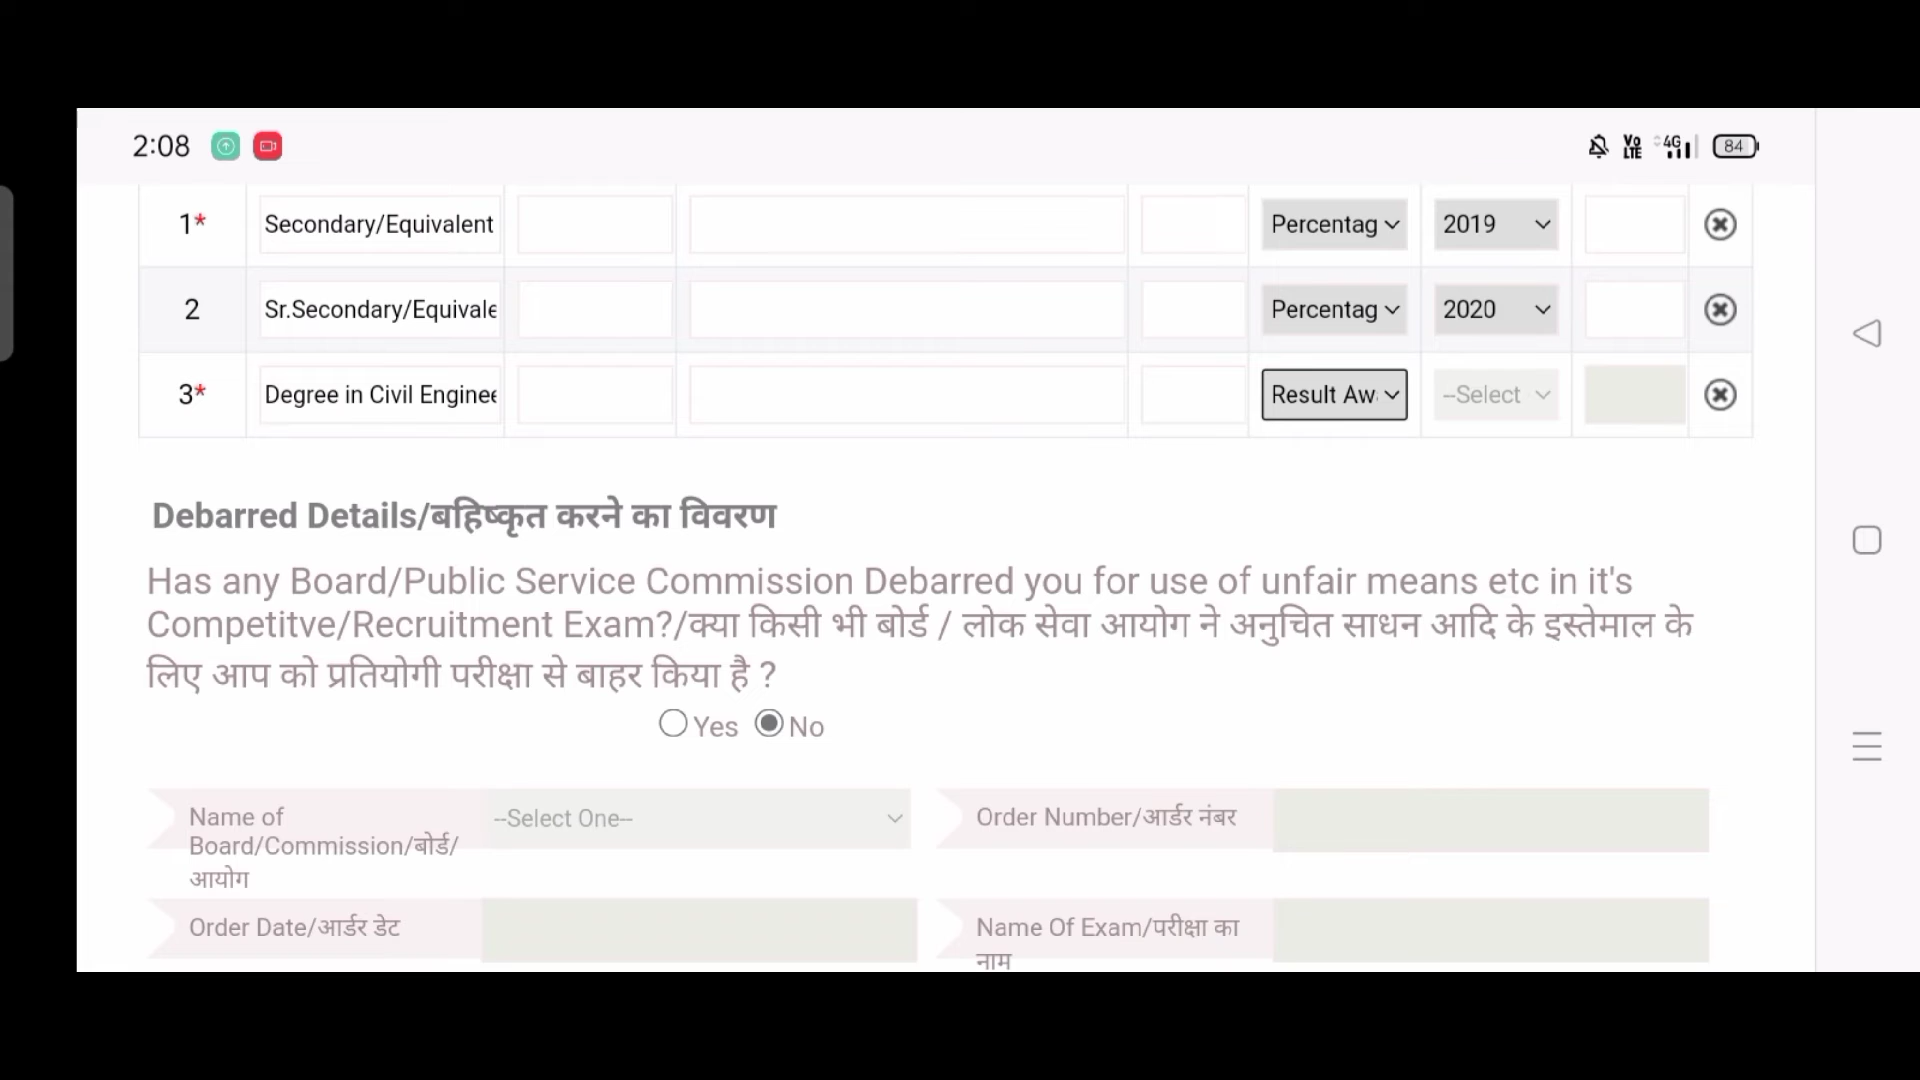 2:08 Vo LTE 4G 84
1* Secondary/Equivalent Percentag 2019
2 Sr.Secondary/Equivale Percentag 2020
3* Degree in Civil Enginee Result Aw --Select
Debarred Details/बहिष्कृत करने का विवरण
Has any Board/Public Service Commission Debarred you for use of unfair means etc in it's
Competitve/Recruitment Exam?/क्या किसी भी बोर्ड / लोक सेवा आयोग ने अनुचित साधन आदि के इस्तेमाल के
लिए आप को प्रतियोगी परीक्षा से बाहर किया है ?
Yes No
Name of --Select One-- Order Number/आर्डर नंबर
Board/Commission/बोर्ड/
आयोग
Order Date/आर्डर डेट Name Of Exam/परीक्षा का
नाम